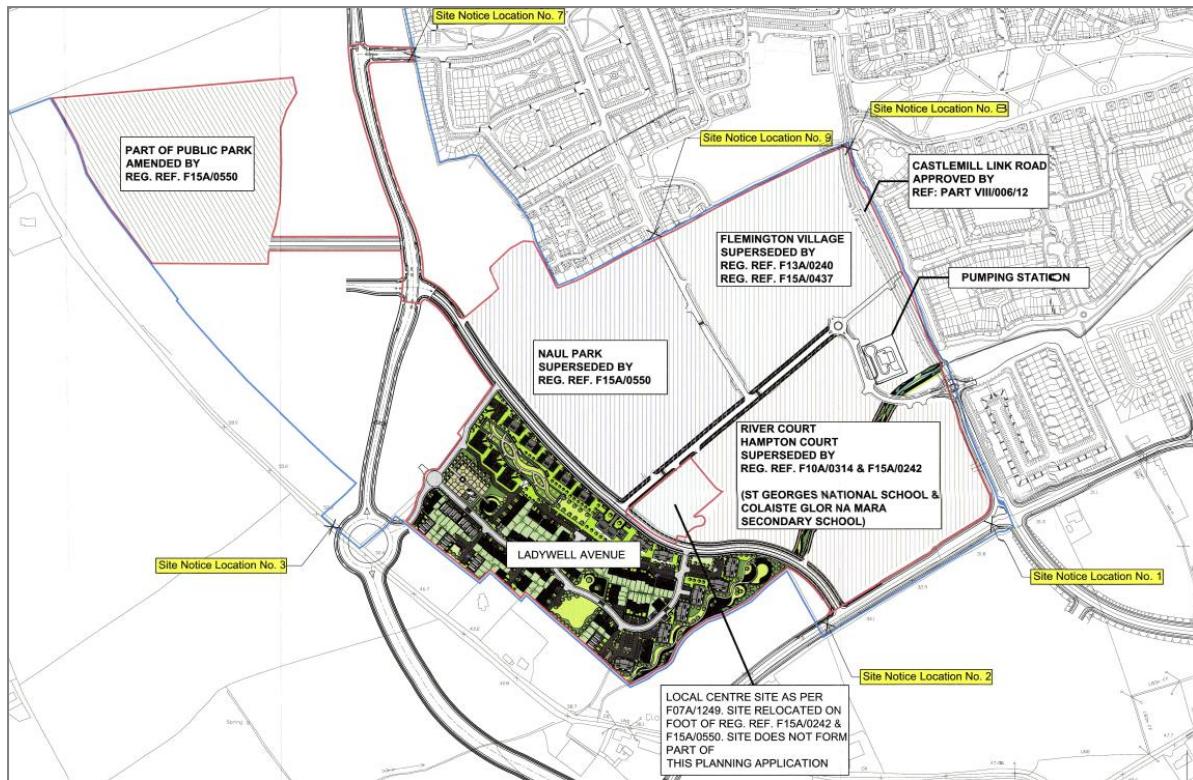 Site Notice Location No. 7
Site Notice Location No. 8
Site Notice Location No. 9
PART OF PUBLIC PARK
AMENDED BY
REG. REF. F15A/0550
CASTLEMILL LINK ROAD
APPROVED BY
REF: PART VIII/006/12
FLEMINGTON VILLAGE
SUPERSEDED BY
REG. REF. F13A/0240
REG. REF. F15A/0437
PUMPING STATION
NAUL PARK
SUPERSEDED BY
REG. REF. F15A/0550
RIVER COURT
HAMPTON COURT
SUPERSEDED BY
REG. REF. F10A/0314 & F15A/0242
(ST GEORGES NATIONAL SCHOOL &
COLAISTE GLOR NA MARA
SECONDARY SCHOOL)
LADYWELL AVENUE
Site Notice Location No. 3
Site Notice Location No. 1
Site Notice Location No. 2
LOCAL CENTRE SITE AS PER
F07A/1249. SITE RELOCATED ON
FOOT OF REG. REF. F15A/0242 &
F15A/0550. SITE DOES NOT FORM
PART OF
THIS PLANNING APPLICATION